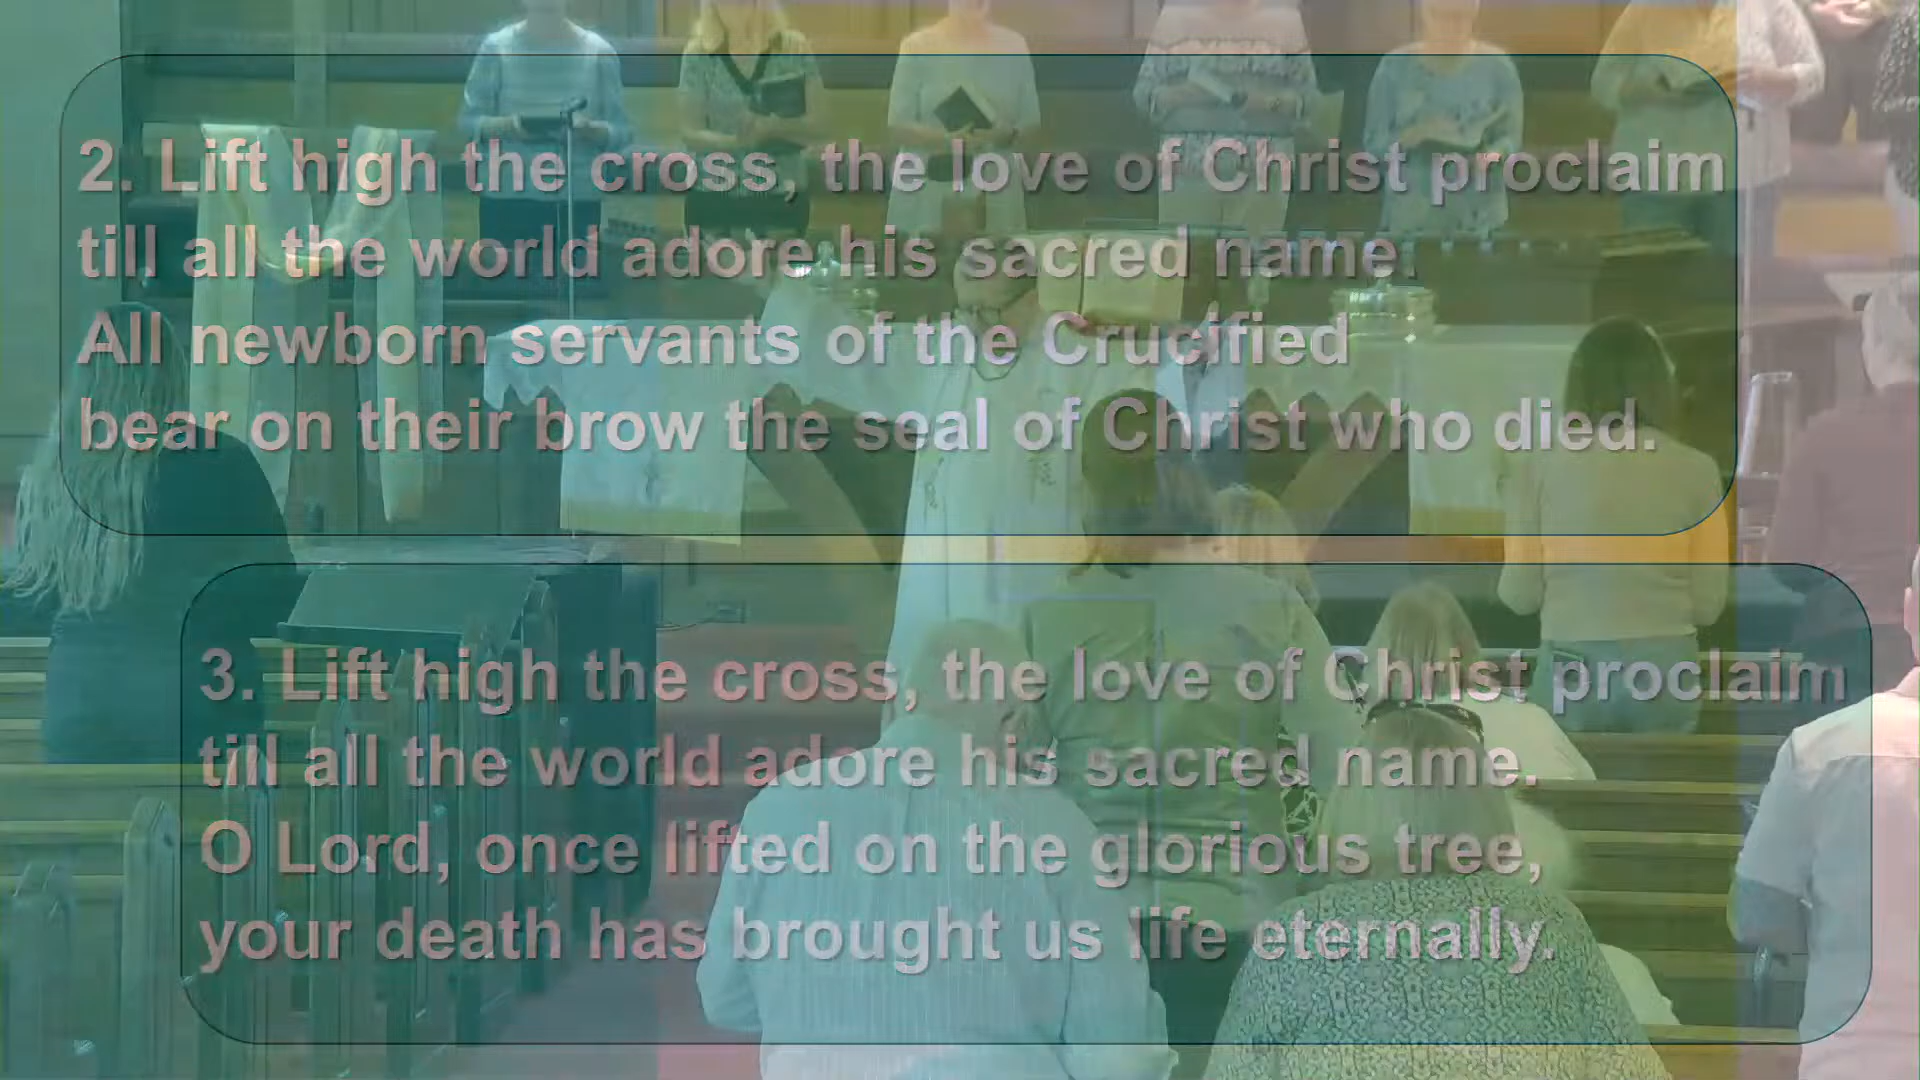 2. Lift high the cross, the love of Christ proclaim
till all the world adore his sacred name.
All newborn servants of the Crucified
bear on their brow the seal of Christ who died.
3. Lift high the cross, the love of Christ proclaim
till all the world adore his sacred name.
O Lord, once lifted on the glorious tree,
your death has brought us life eternally.